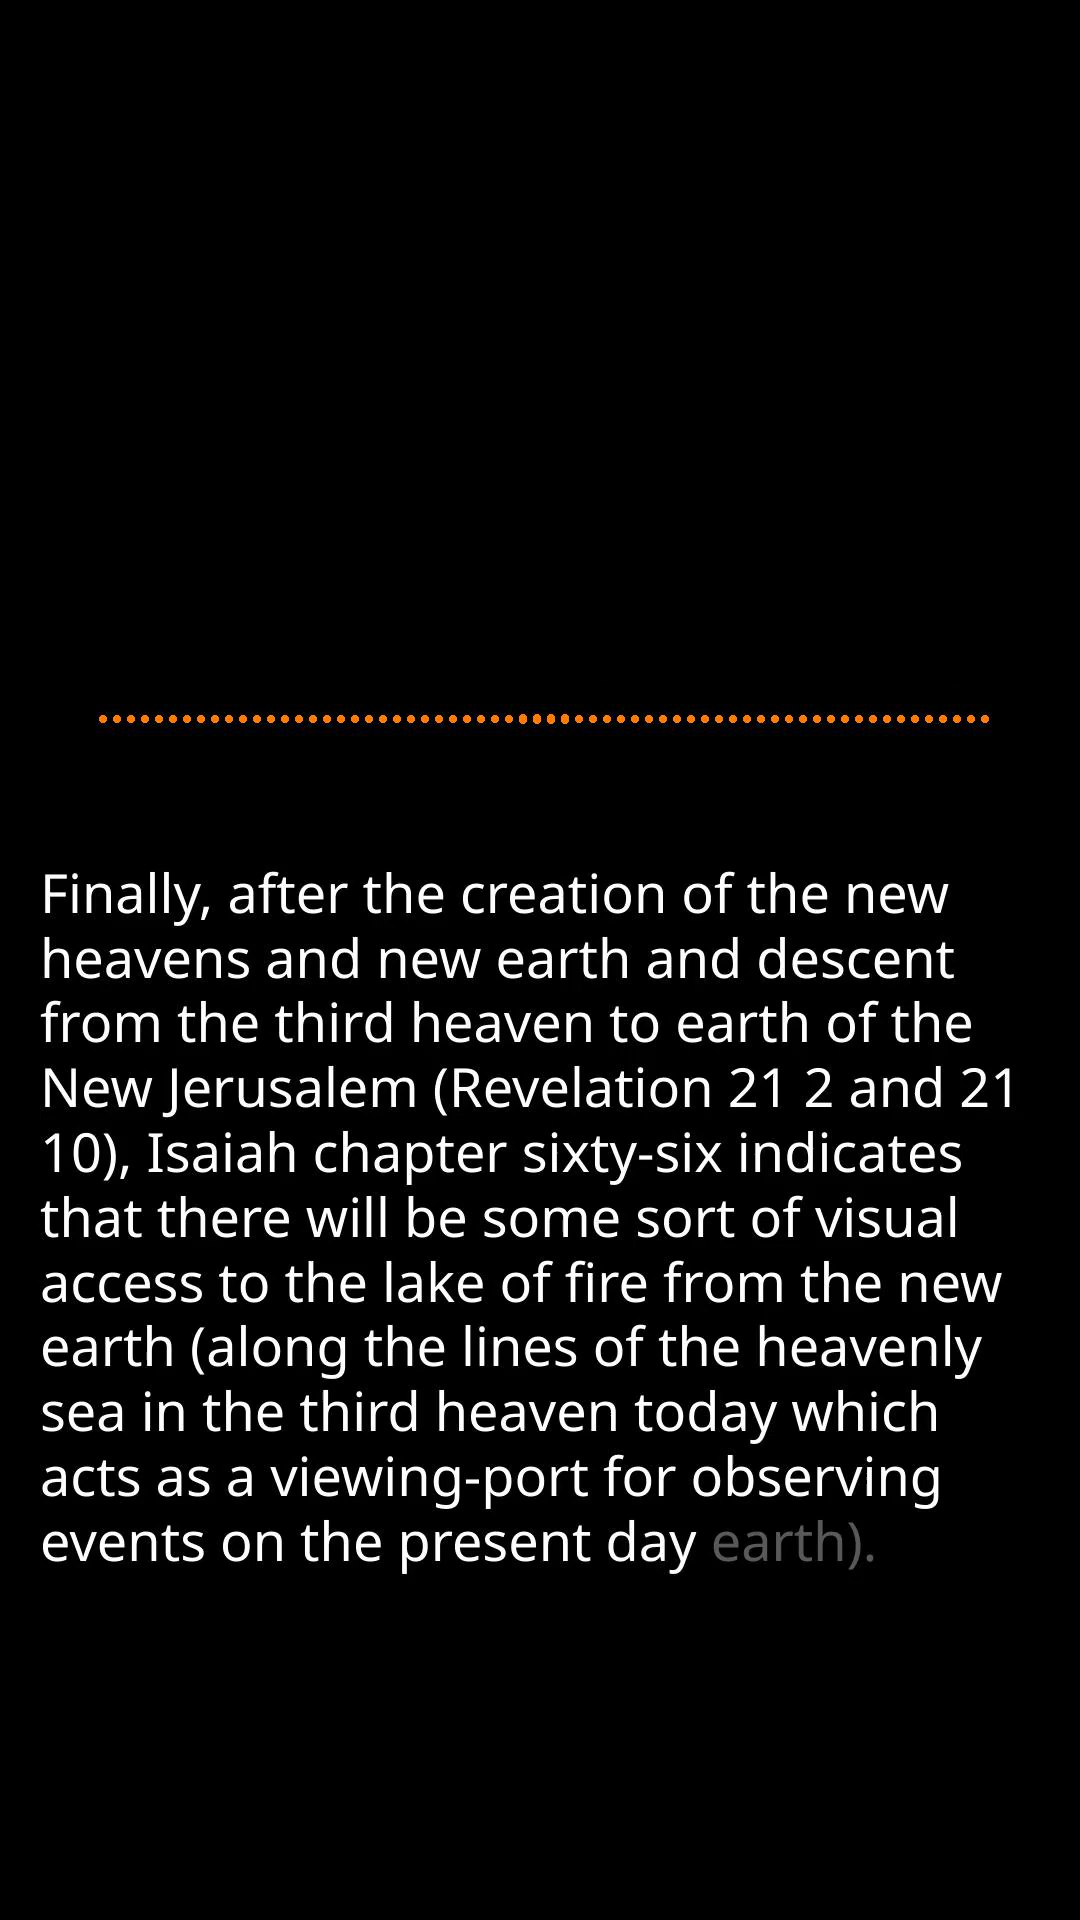 Finally, after the creation of the new
heavens and new earth and descent
from the third heaven to earth of the
New Jerusalem (Revelation 21 2 and 21
10), Isaiah chapter sixty-six indicates
that there will be some sort of visual
access to the lake of fire from the new
earth (along the lines of the heavenly
sea in the third heaven today which
acts as a viewing-port for observing
events on the present day earth).